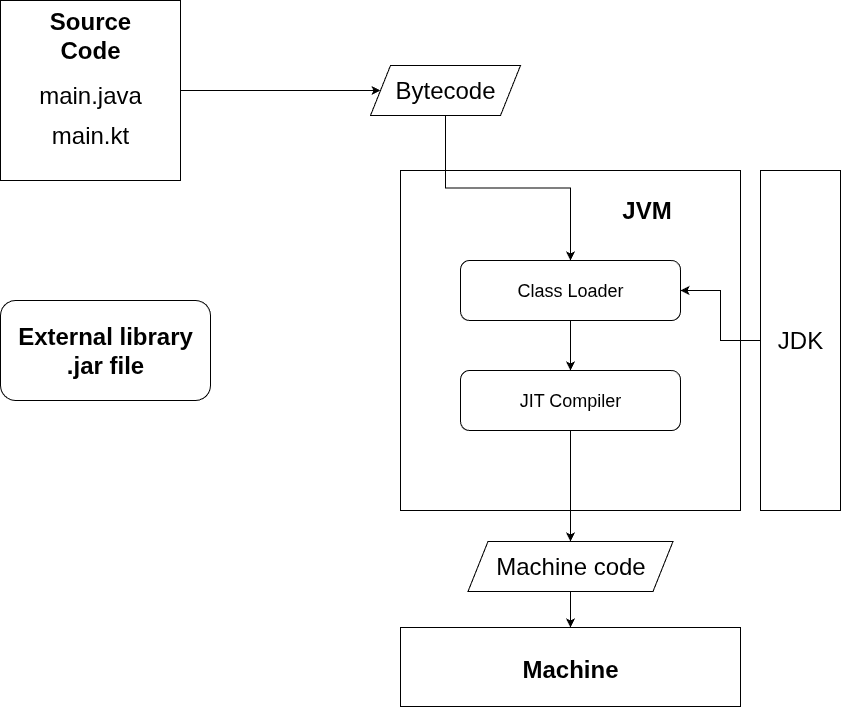 Source
Code
main.java
main.kt
Bytecode
JVM
Class Loader
JDK
External library
.jar file
JIT Compiler
Machine code
Machine